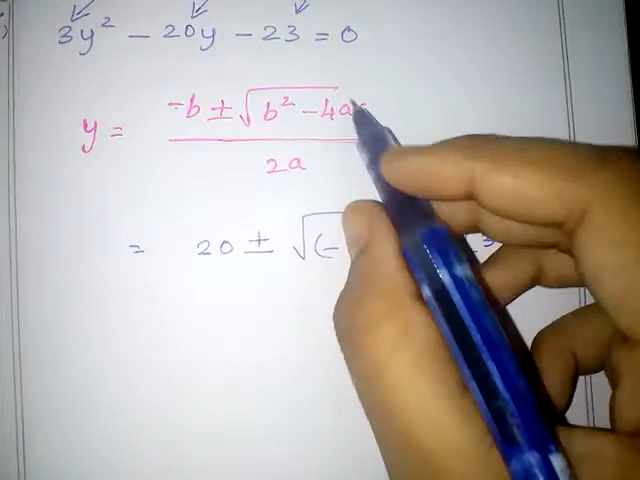 3y² - 20y - 23 = 0
y = -b ± √b² - 4a
2a
= 20 ± √(-